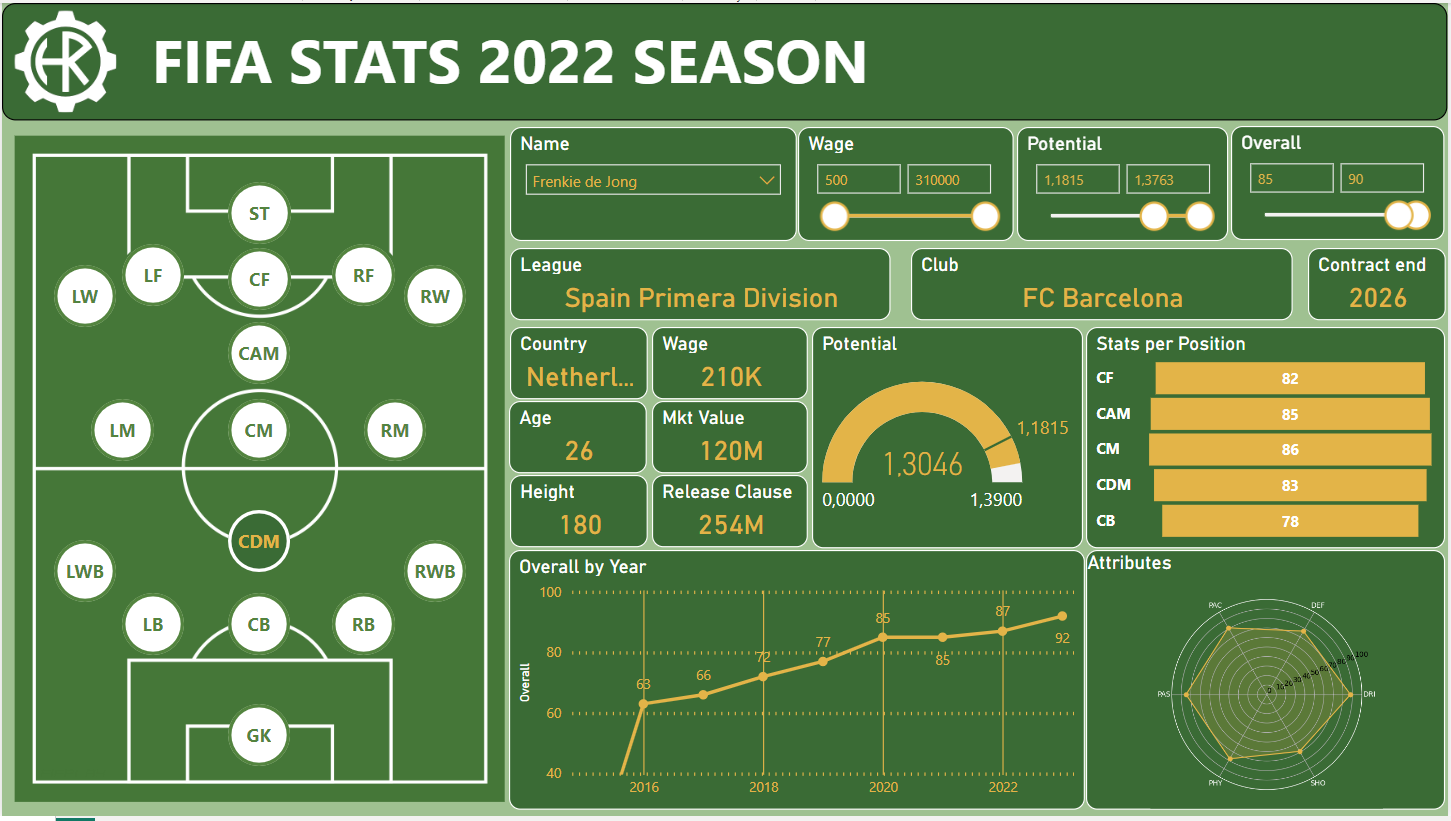 HR
FIFA STATS 2022 SEASON
ST
LF
CF
RF
LW
RW
CAM
LM
CM
RM
CDM
LWB
RWB
LB
CB
RB
GK
Name
Frenkie de Jong
Wage
500
310000
Potential
1,1815
1,3763
Overall
85
90
League
Spain Primera Division
Club
FC Barcelona
Contract end
2026
Country
Netherl...
Wage
210K
Age
26
Mkt Value
120M
Height
180
Release Clause
254M
Potential
1,1815
1,3046
0,0000
1,3900
Stats per Position
CF
82
CAM
85
CM
86
CDM
83
CB
78
Overall by Year
Overall
100
80
60
40
63
66
72
77
85
85
87
92
2016
2018
2020
2022
Attributes
PAC
DEF
PAS
DRI
PHY
SHO
0
10
20
30
40
50
60
70
80
90
100